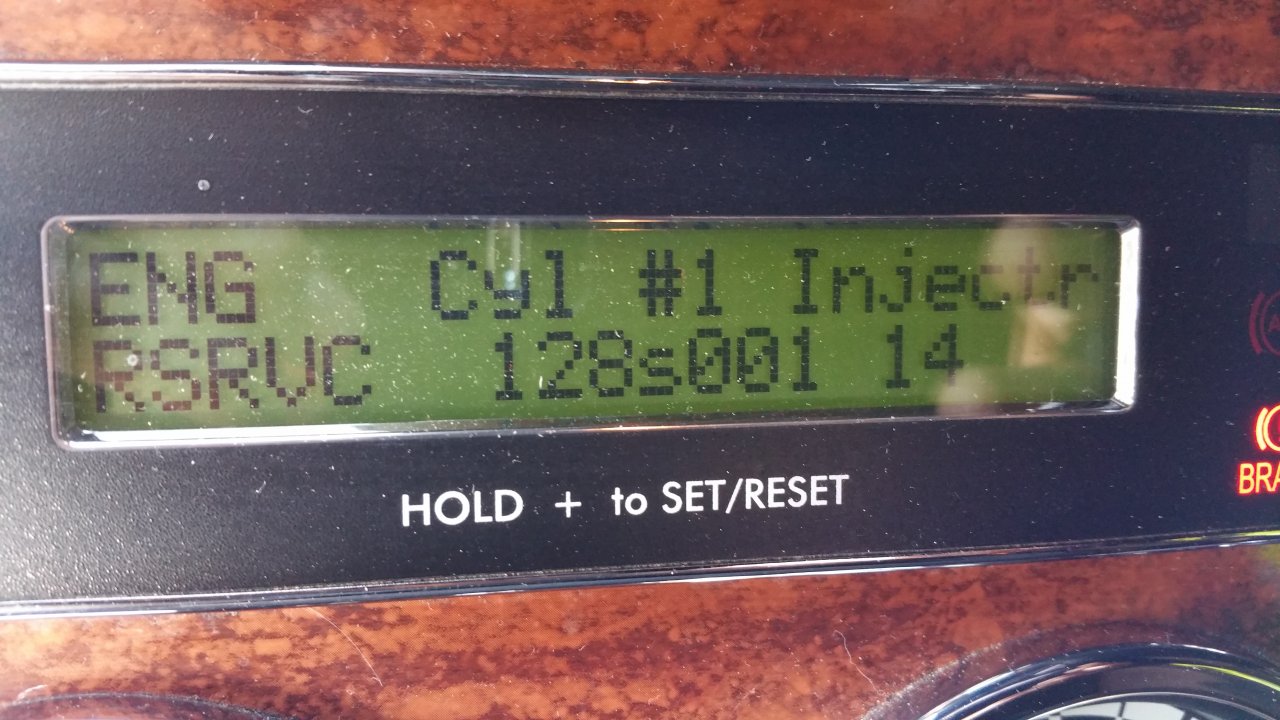 ENG Cyl #1 Injectr
RSRVC 128s001 14
HOLD + to SET/RESET